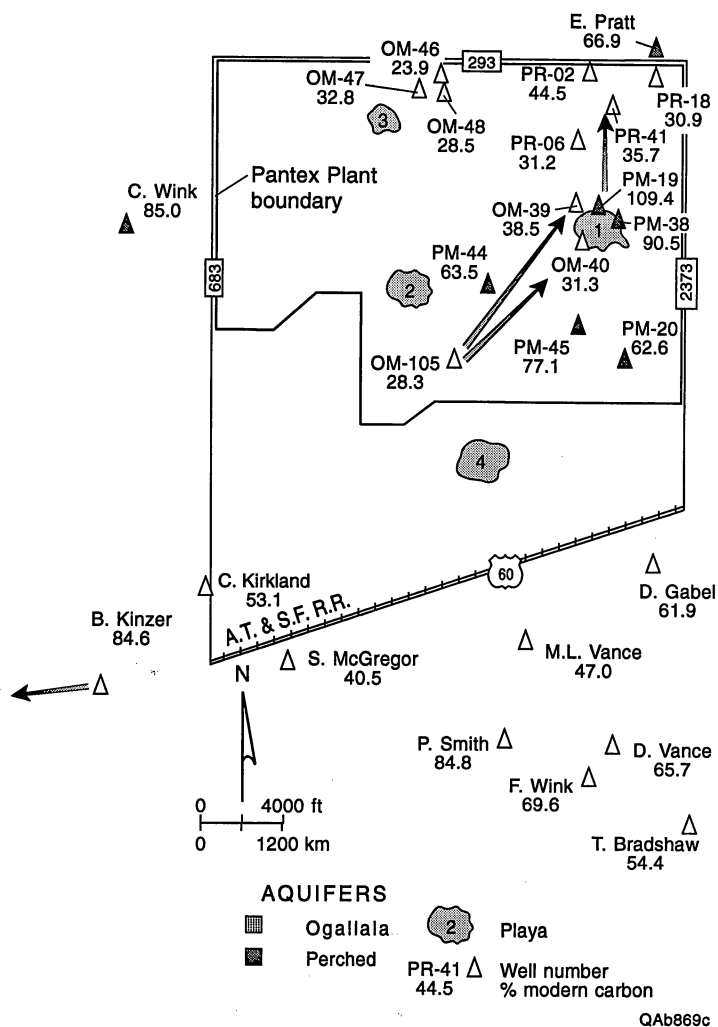 E. Pratt
66.9
OM-46
23.9
293
PR-02
44.5
OM-47
32.8
PR-18
30.9
OM-48
28.5
3
PR-06
31.2
PR-41
35.7
Pantex Plant
boundary
C. Wink
85.0
PM-19
109.4
OM-39
38.5
PM-38
90.5
1
PM-44
63.5
OM-40
31.3
683
2
2373
PM-45
77.1
PM-20
62.6
OM-105
28.3
4
60
C. Kirkland
53.1
D. Gabel
61.9
B. Kinzer
84.6
A.T. & S.F. R.R.
S. McGregor
40.5
M.L. Vance
47.0
N
P. Smith
84.8
D. Vance
65.7
F. Wink
69.6
T. Bradshaw
54.4
0 4000 ft
0 1200 km
AQUIFERS
Ogallala
2
Playa
Perched
PR-41
44.5
Well number
% modern carbon
QAb869c